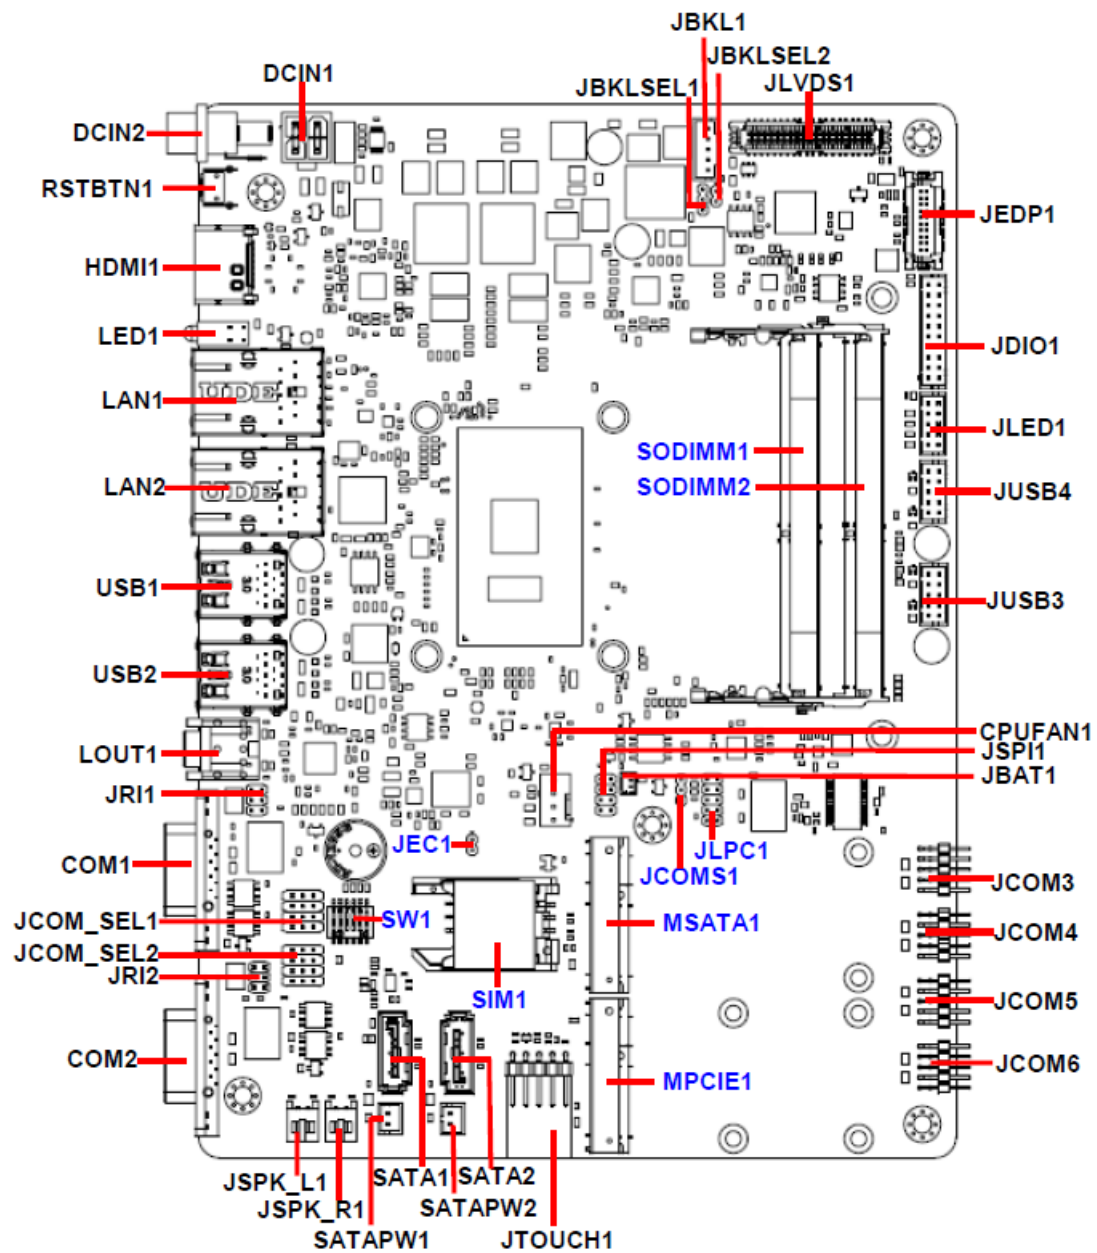 JBKL1
JBKLSEL2
DCIN1
JBKLSEL1
JLVDS1
DCIN2
RSTBTN1
JEDP1
HDMI1
LED1
JDIO1
LAN1
JLED1
SODIMM1
LAN2
SODIMM2
JUSB4
USB1
JUSB3
USB2
CPUFAN1
LOUT1
JSPI1
JBAT1
JRI1
JEC1
JLPC1
COM1
JCOMS1
JCOM3
JCOM_SEL1
SW1
MSATA1
JCOM4
JCOM_SEL2
JRI2
SIM1
JCOM5
COM2
JCOM6
MPCIE1
JSPK_L1
SATA1
SATA2
JSPK_R1
SATAPW2
SATAPW1
JTOUCH1